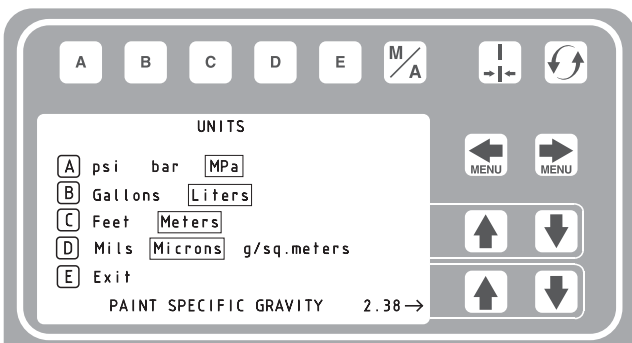 A B C D E M/A
MENU MENU
UNITS
A psi bar MPa
B Gallons Liters
C Feet Meters
D Mils Microns g/sq.meters
E Exit
PAINT SPECIFIC GRAVITY 2.38→